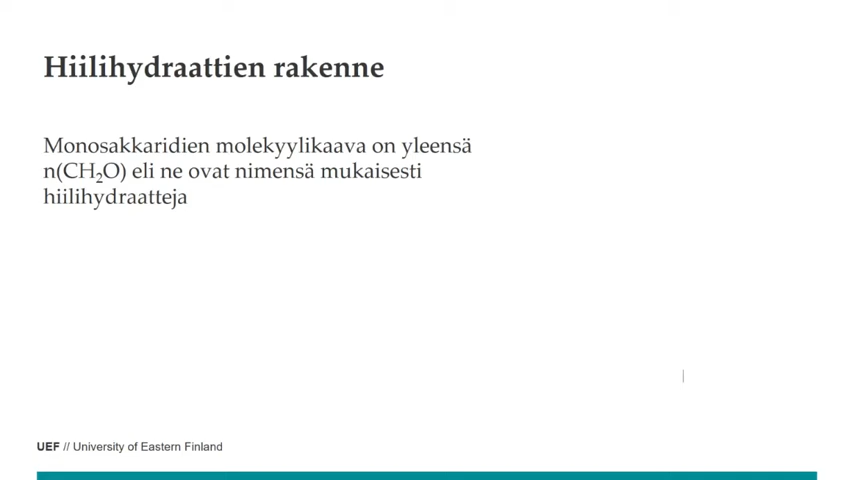 Hiilihydraattien rakenne
Monosakkaridien molekyylikaava on yleensä
n(CH₂O) eli ne ovat nimensä mukaisesti
hiilihydraatteja
UEF // University of Eastern Finland